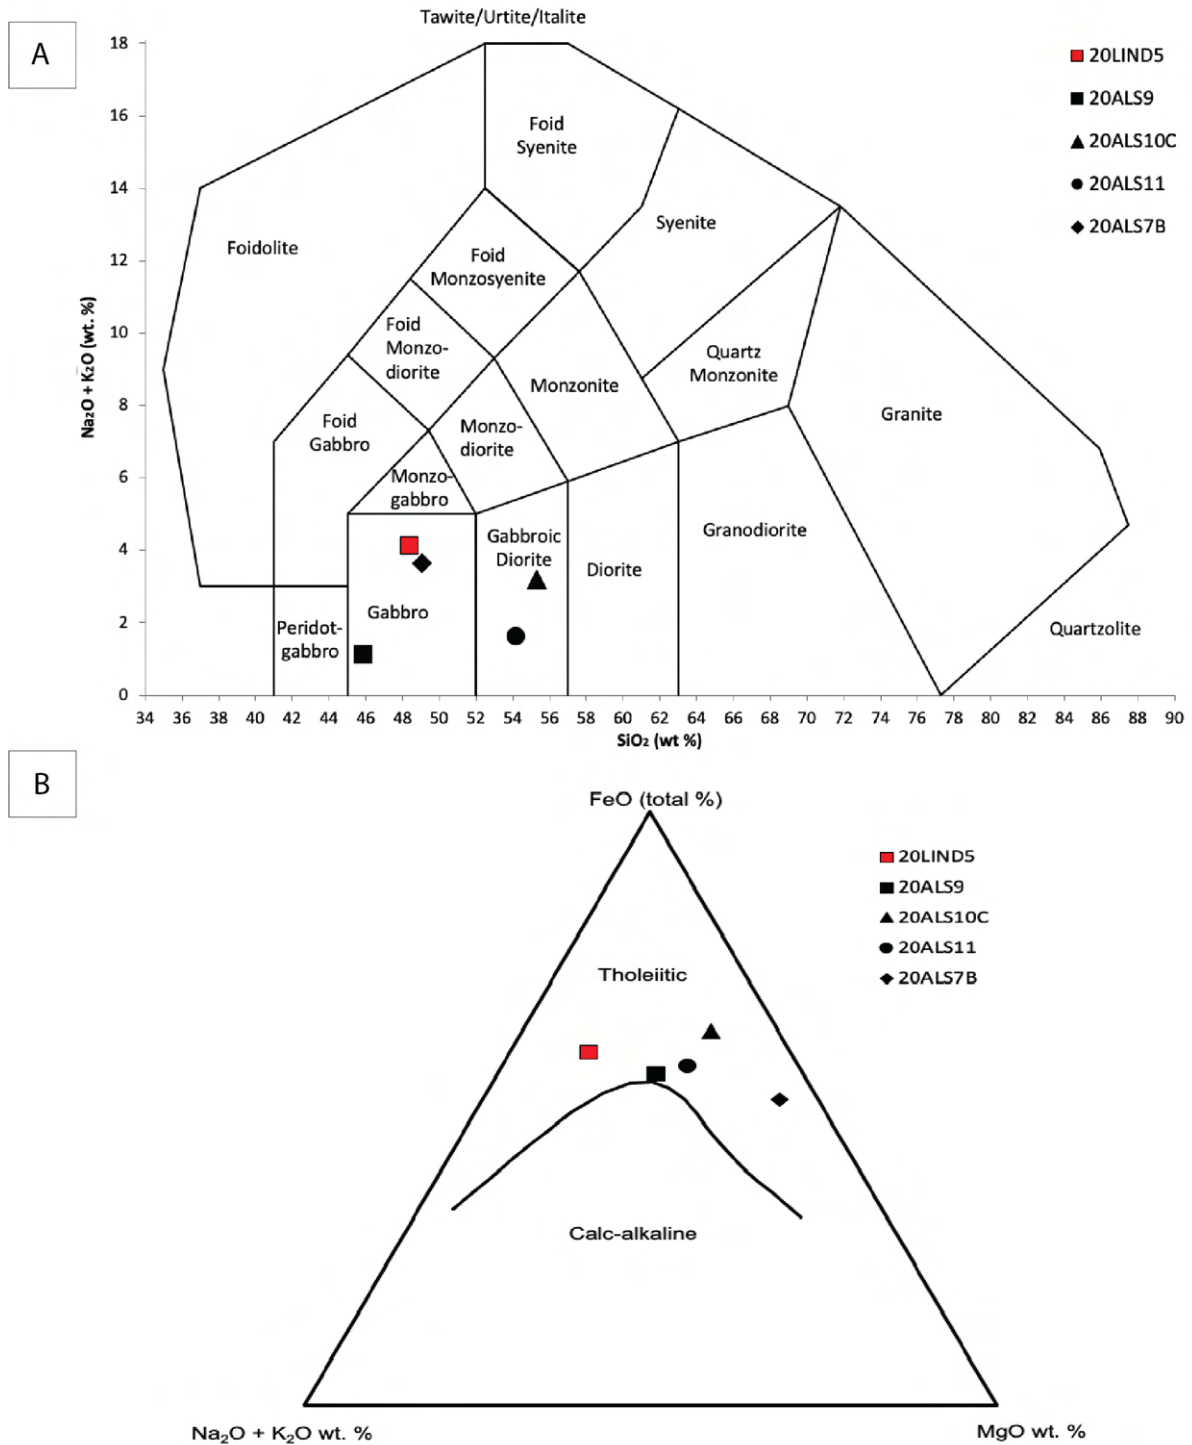 A
Tawite/Urtite/Italite
18
16
14
12
10
8
6
4
2
0
Na₂O + K₂O (wt. %)
34 36 38 40 42 44 46 48 50 52 54 56 58 60 62 64 66 68 70 72 74 76 78 80 82 84 86 88 90
SiO₂ (wt %)
20LIND5
20ALS9
20ALS10C
20ALS11
20ALS7B
Foid
Syenite
Syenite
Foidolite
Foid
Monzosyenite
Foid
Monzo-
diorite
Quartz
Monzonite
Monzonite
Granite
Foid
Gabbro
Monzo-
diorite
Monzo-
gabbro
Gabbroic
Diorite
Granodiorite
Diorite
Gabbro
Peridot-
gabbro
Quartzolite
B
FeO (total %)
20LIND5
20ALS9
20ALS10C
20ALS11
20ALS7B
Tholeiitic
Calc-alkaline
Na₂O + K₂O wt. %
MgO wt. %